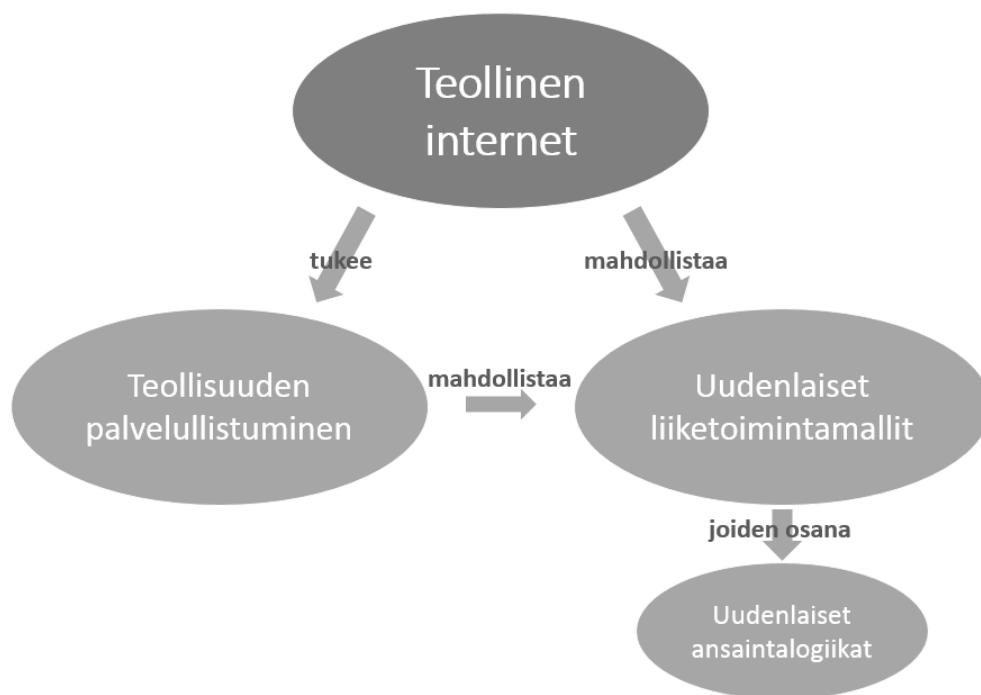 Teollinen
internet
tukee
mahdollistaa
Teollisuuden
palvelullistuminen
mahdollistaa
Uudenlaiset
liiketoimintamallit
joiden osana
Uudenlaiset
ansaintalogiikat